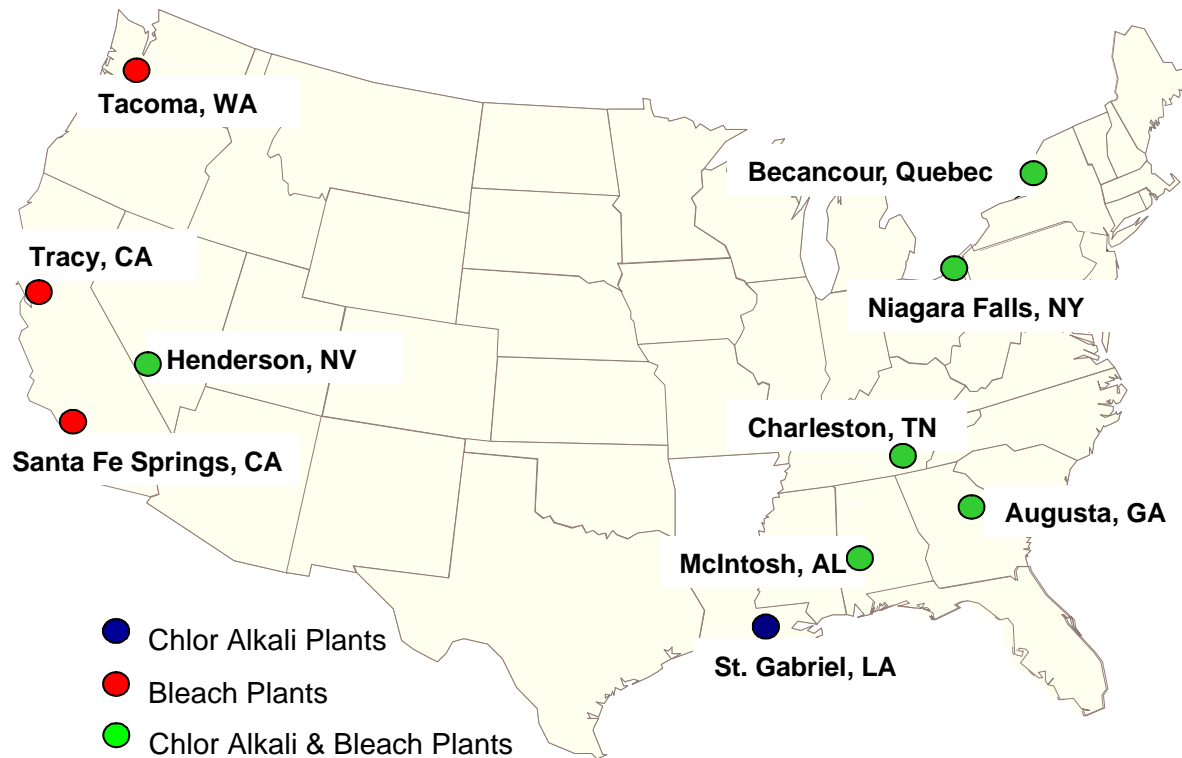 Tacoma, WA
Becancour, Quebec
Tracy, CA
Niagara Falls, NY
Henderson, NV
Charleston, TN
Santa Fe Springs, CA
Augusta, GA
McIntosh, AL
St. Gabriel, LA
Chlor Alkali Plants
Bleach Plants
Chlor Alkali & Bleach Plants